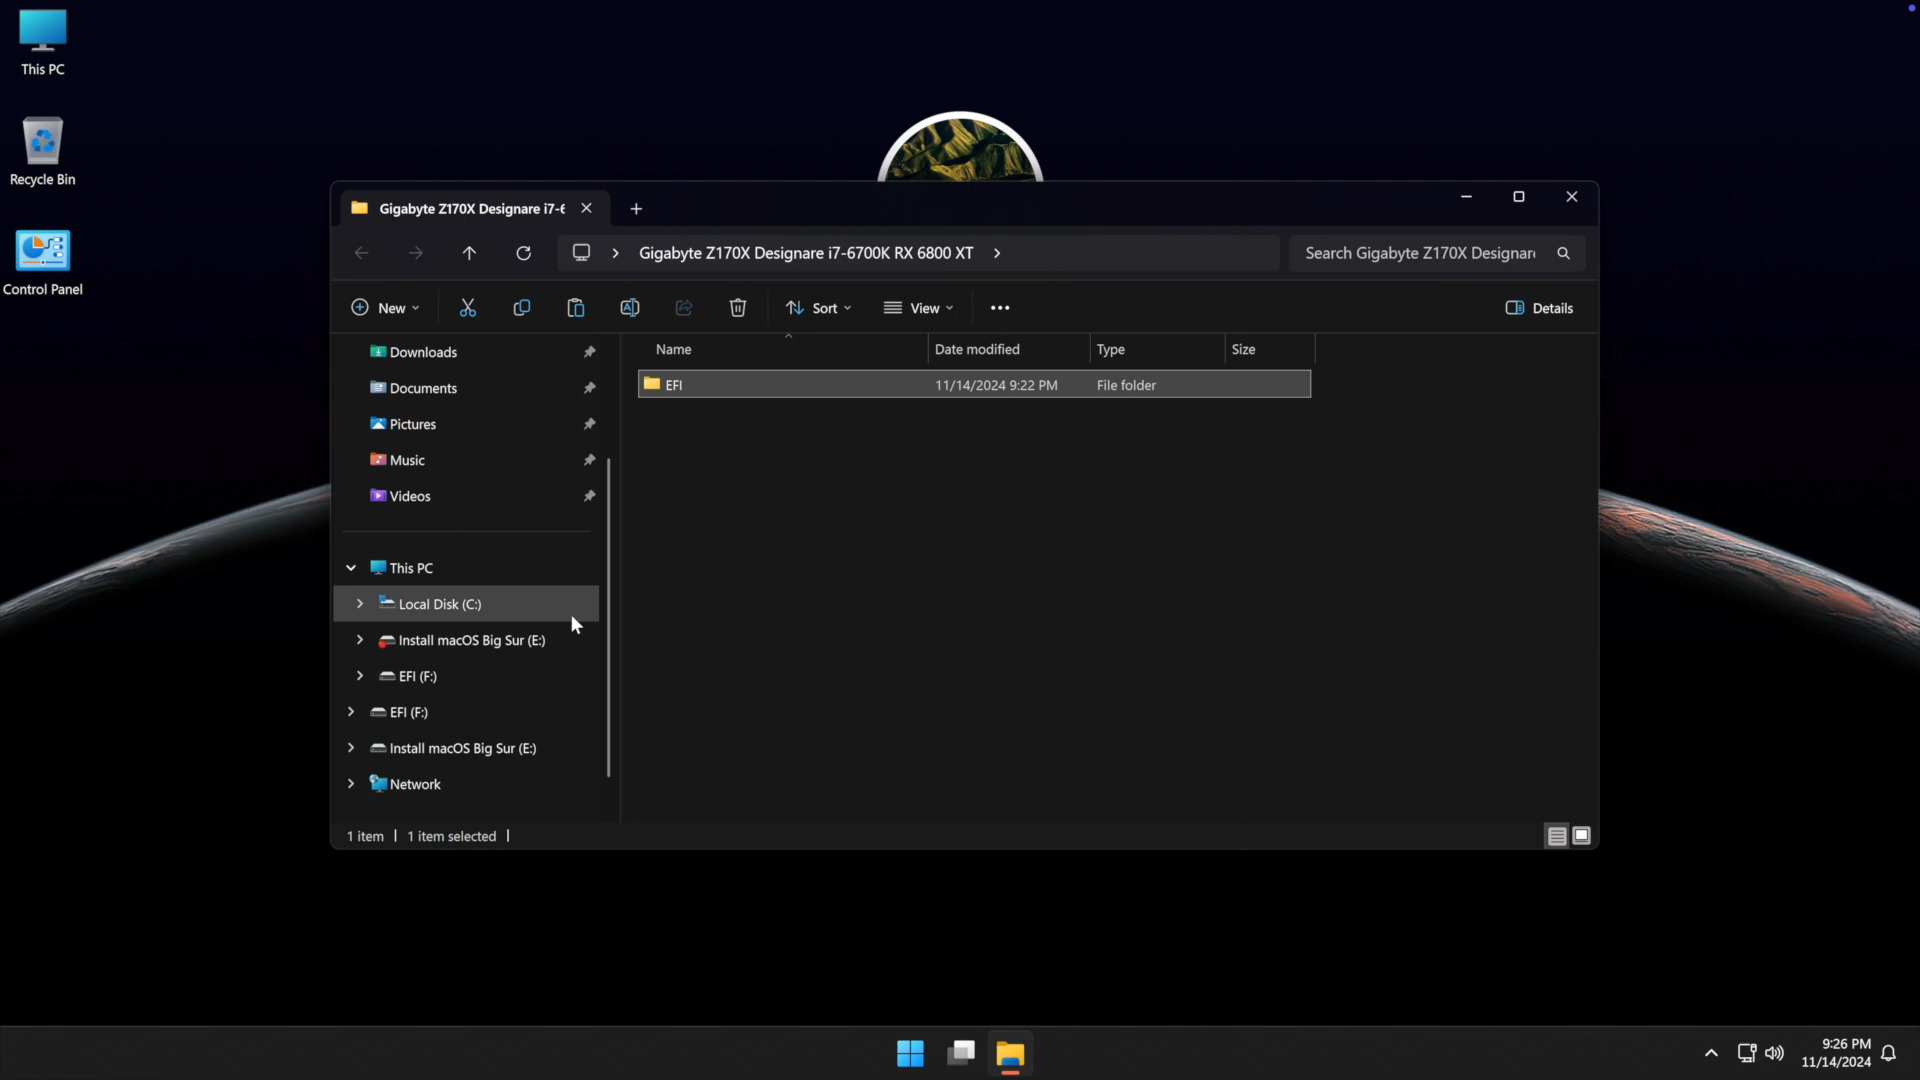 This PC
Recycle Bin
Control Panel
Gigabyte Z170X Designare i7-6
Gigabyte Z170X Designare i7-6700K RX 6800 XT
Search Gigabyte Z170X Designar
New
Sort
View
Details
Downloads
Documents
Pictures
Music
Videos
This PC
Local Disk (C:)
Install macOS Big Sur (E:)
EFI (F:)
EFI (F:)
Install macOS Big Sur (E:)
Network
Name Date modified Type Size
EFI 11/14/2024 9:22 PM File folder
1 item 1 item selected
9:26 PM
11/14/2024